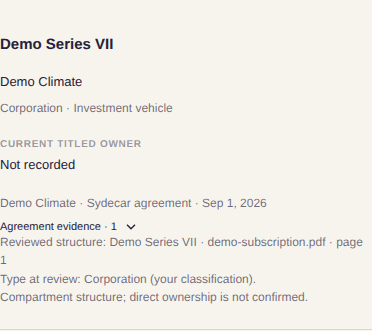 Demo Series VII
Demo Climate
Corporation · Investment vehicle
CURRENT TITLED OWNER
Not recorded
Demo Climate · Sydecar agreement · Sep 1, 2026
Agreement evidence · 1
Reviewed structure: Demo Series VII · demo-subscription.pdf · page
1
Type at review: Corporation (your classification).
Compartment structure; direct ownership is not confirmed.